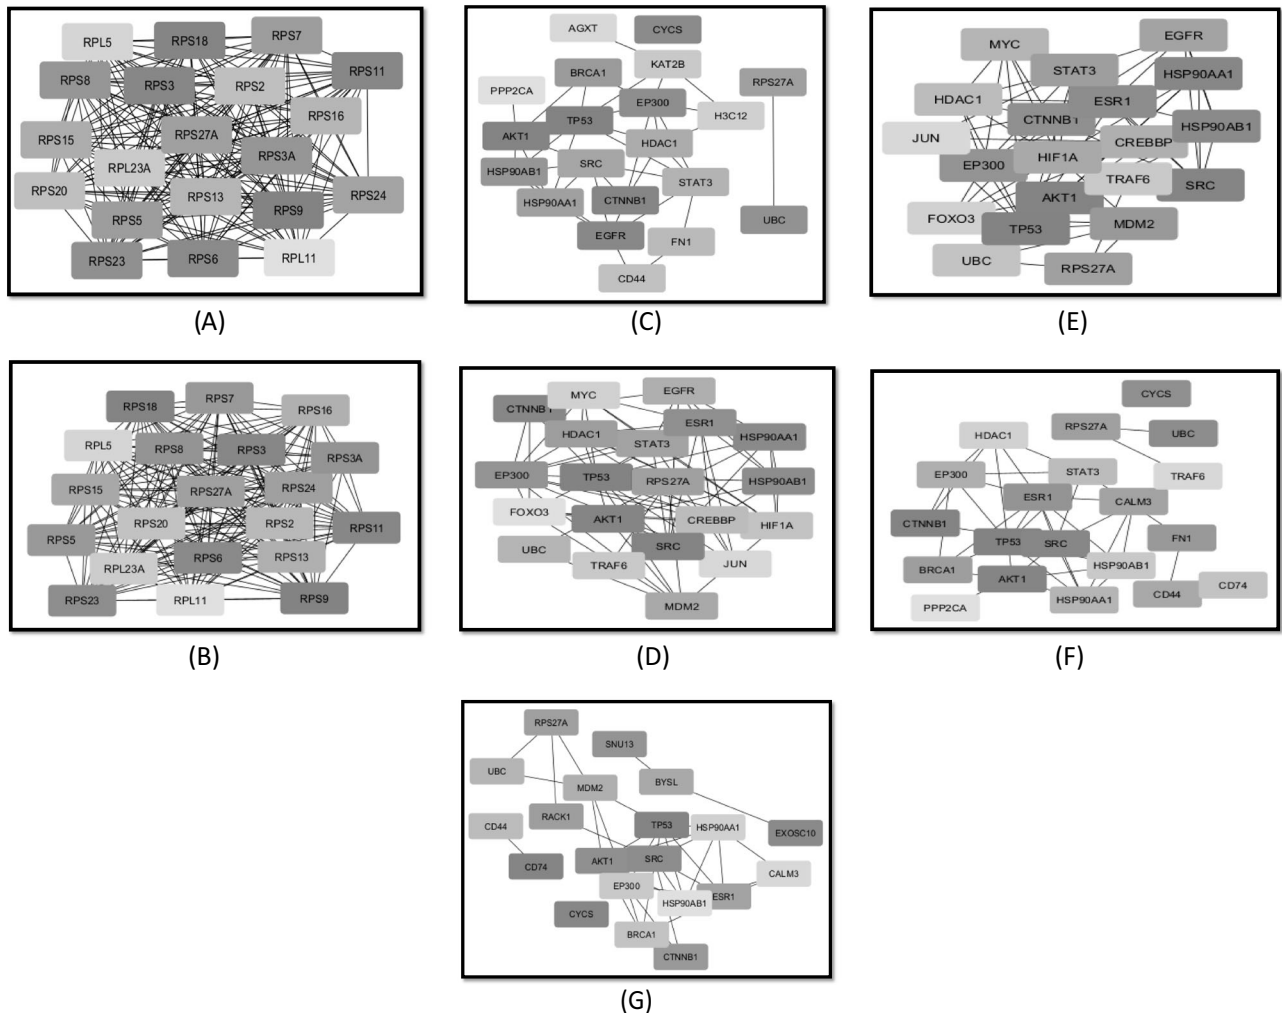 RPL5 RPS18 RPS7
RPS8 RPS3 RPS2 RPS11
RPS15 RPS27A RPS16
RPL23A RPS3A
RPS20 RPS13 RPS24
RPS5 RPS9
RPS23 RPS6 RPL11
(A)
AGXT CYCS
BRCA1 KAT2B RPS27A
PPP2CA EP300
TP53 H3C12
AKT1 HDAC1
HSP90AB1 SRC STAT3
HSP90AA1 CTNNB1
EGFR FN1 UBC
CD44
(C)
MYC EGFR
STAT3 HSP90AA1
HDAC1 ESR1
JUN CTNNB1 CREBBP HSP90AB1
EP300 HIF1A
TRAF6 SRC
AKT1
FOXO3 TP53 MDM2
UBC RPS27A
(E)
RPS18 RPS7 RPS16
RPL5 RPS8 RPS3 RPS3A
RPS15 RPS27A RPS24
RPS5 RPS20 RPS2 RPS11
RPL23A RPS6 RPS13
RPS23 RPL11 RPS9
(B)
CTNNB1 MYC EGFR
HDAC1 STAT3 ESR1 HSP90AA1
EP300 TP53 RPS27A HSP90AB1
FOXO3 AKT1 CREBBP HIF1A
UBC SRC
TRAF6 JUN
MDM2
(D)
CYCS
HDAC1 RPS27A UBC
EP300 STAT3 TRAF6
ESR1 CALM3
CTNNB1 TP53 SRC FN1
BRCA1 AKT1 HSP90AB1
PPP2CA HSP90AA1 CD44 CD74
(F)
RPS27A
SNU13
UBC MDM2 BYSL
CD44 RACK1 TP53 HSP90AA1 EXOSC10
CD74 AKT1 SRC CALM3
EP300 ESR1
CYCS HSP90AB1
BRCA1
CTNNB1
(G)